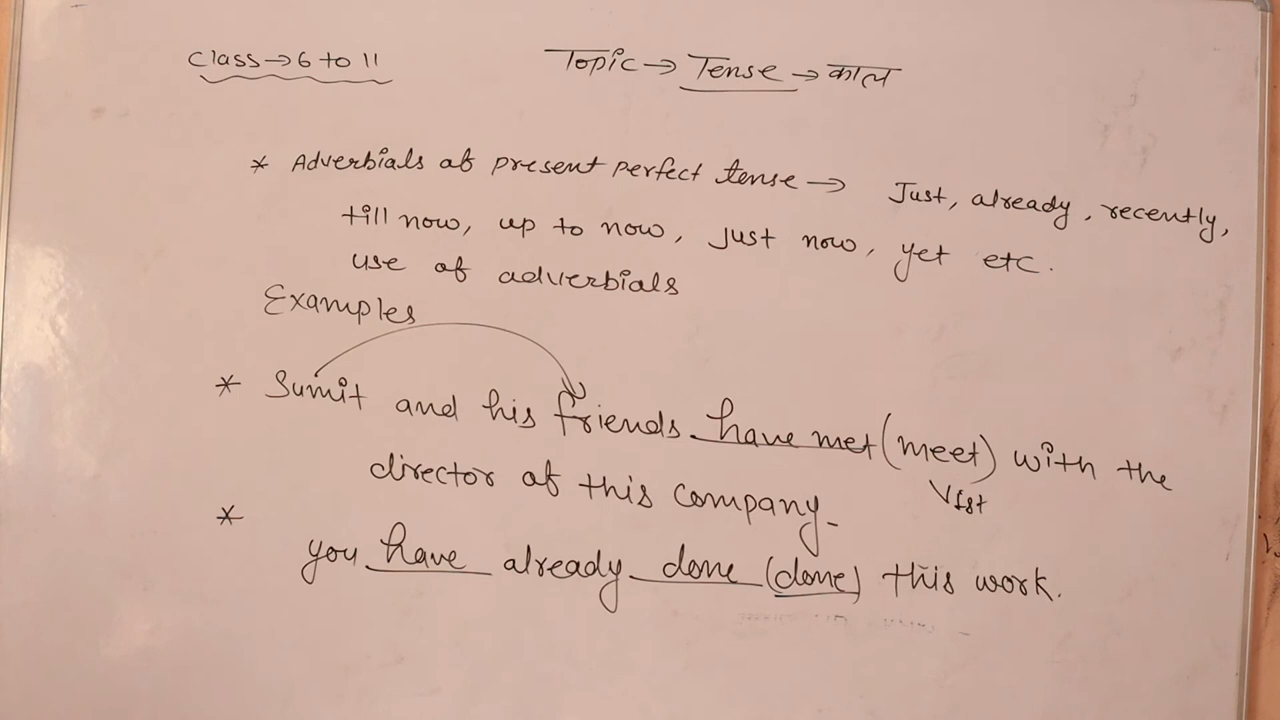 Class → 6 to 11
Topic → Tense → काल
* Adverbials of present perfect tense → Just, already, recently,
till now, up to now, just now, yet etc.
use of adverbials
Examples
* Sumit and his friends have met (meet) with the
VIst
director of this company-
*
you have already done (done) this work.